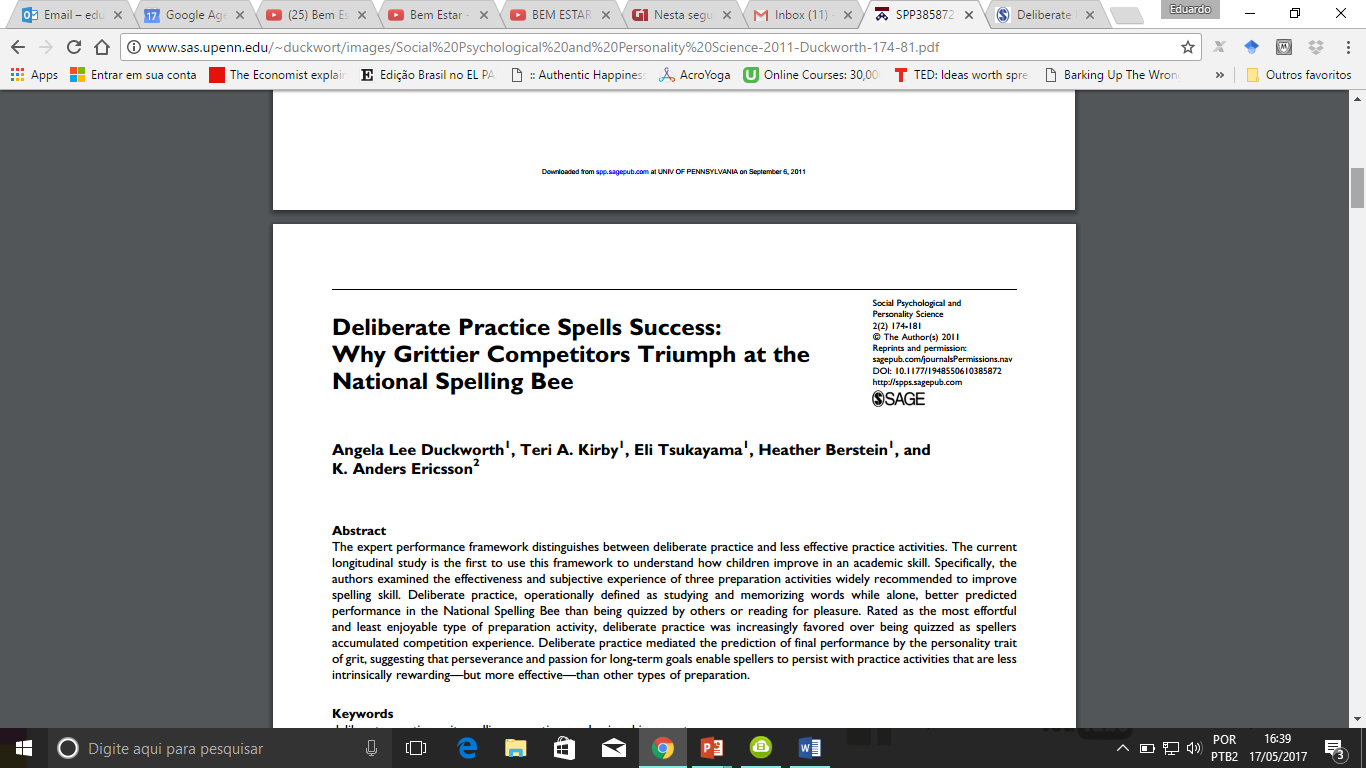 Email – edu
Google Age
(25) Bem Es
Bem Estar -
BEM ESTAR
Nesta segu
Inbox (11) -
SPP385872
Deliberate
Eduardo
www.sas.upenn.edu/~duckwort/images/Social%20Psychological%20and%20Personality%20Science-2011-Duckworth-174-81.pdf
Apps
Entrar em sua conta
The Economist explain
Edição Brasil no EL PA
:: Authentic Happiness
AcroYoga
Online Courses: 30,00
TED: Ideas worth spre
Barking Up The Wron
»
Outros favoritos
Downloaded from spp.sagepub.com at UNIV OF PENNSYLVANIA on September 6, 2011
Social Psychological and
Personality Science
2(2) 174-181
© The Author(s) 2011
Reprints and permission:
sagepub.com/journalsPermissions.nav
DOI: 10.1177/1948550610385872
http://spps.sagepub.com
SAGE
Deliberate Practice Spells Success:
Why Grittier Competitors Triumph at the
National Spelling Bee
Angela Lee Duckworth1, Teri A. Kirby1, Eli Tsukayama1, Heather Berstein1, and
K. Anders Ericsson2
Abstract
The expert performance framework distinguishes between deliberate practice and less effective practice activities. The current
longitudinal study is the first to use this framework to understand how children improve in an academic skill. Specifically, the
authors examined the effectiveness and subjective experience of three preparation activities widely recommended to improve
spelling skill. Deliberate practice, operationally defined as studying and memorizing words while alone, better predicted
performance in the National Spelling Bee than being quizzed by others or reading for pleasure. Rated as the most effortful
and least enjoyable type of preparation activity, deliberate practice was increasingly favored over being quizzed as spellers
accumulated competition experience. Deliberate practice mediated the prediction of final performance by the personality trait
of grit, suggesting that perseverance and passion for long-term goals enable spellers to persist with practice activities that are less
intrinsically rewarding—but more effective—than other types of preparation.
Keywords
Digite aqui para pesquisar
POR
PTB2
16:39
17/05/2017
3